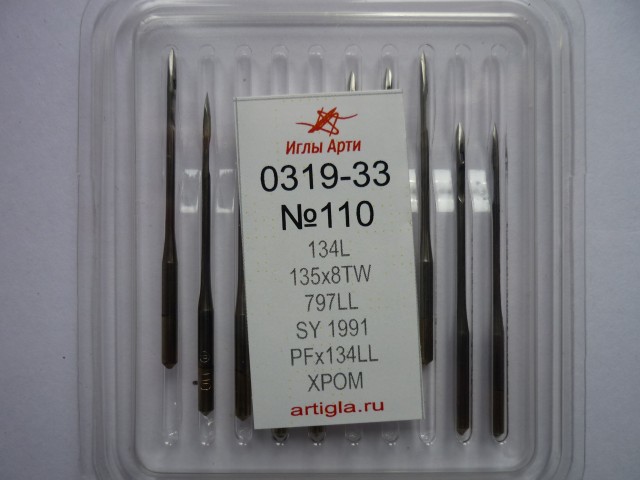 Иглы Арти
0319-33
№110
134L
135x8TW
797LL
SY 1991
PFx134LL
ХРОМ
artigla.ru